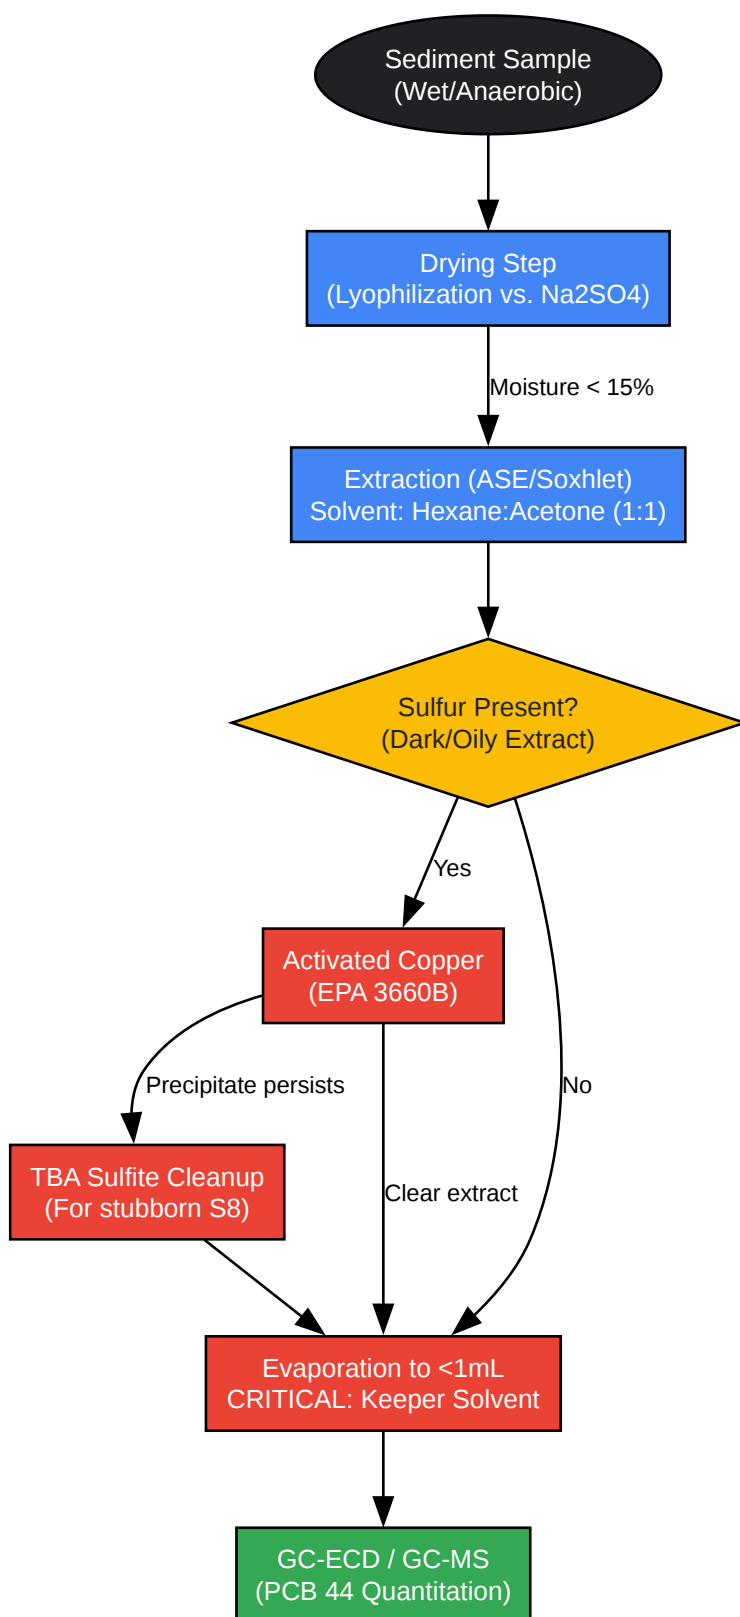 Sediment Sample
(Wet/Anaerobic)
Drying Step
(Lyophilization vs. Na2SO4)
Moisture < 15%
Extraction (ASE/Soxhlet)
Solvent: Hexane:Acetone (1:1)
Sulfur Present?
(Dark/Oily Extract)
Yes
Activated Copper
(EPA 3660B)
Precipitate persists
No
TBA Sulfite Cleanup
(For stubborn S8)
Clear extract
Evaporation to <1mL
CRITICAL: Keeper Solvent
GC-ECD / GC-MS
(PCB 44 Quantitation)